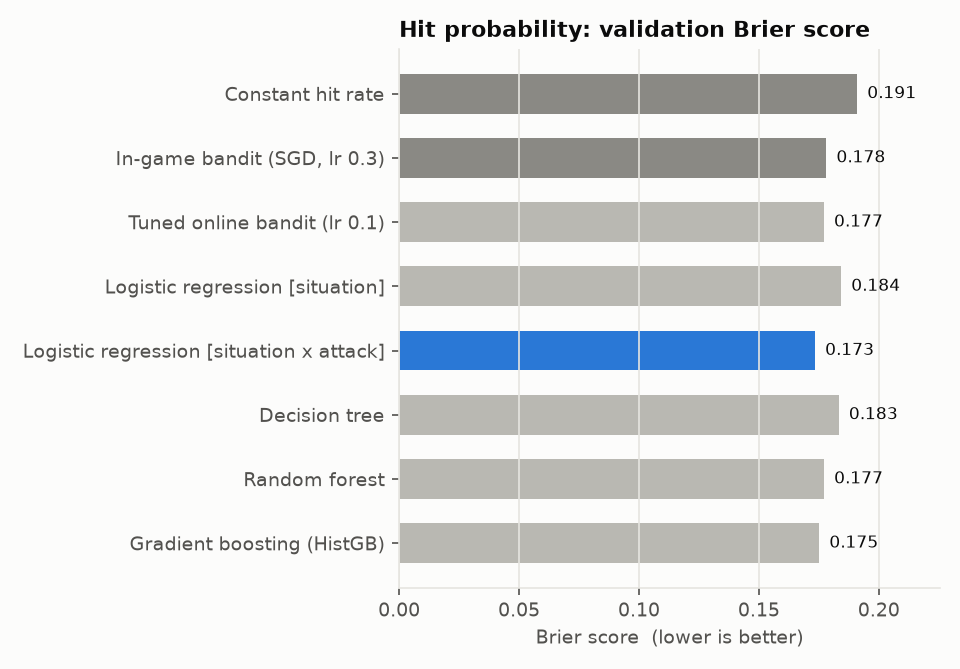 Hit probability: validation Brier score
Constant hit rate 0.191
In-game bandit (SGD, lr 0.3) 0.178
Tuned online bandit (lr 0.1) 0.177
Logistic regression [situation] 0.184
Logistic regression [situation x attack] 0.173
Decision tree 0.183
Random forest 0.177
Gradient boosting (HistGB) 0.175
0.00 0.05 0.10 0.15 0.20
Brier score (lower is better)